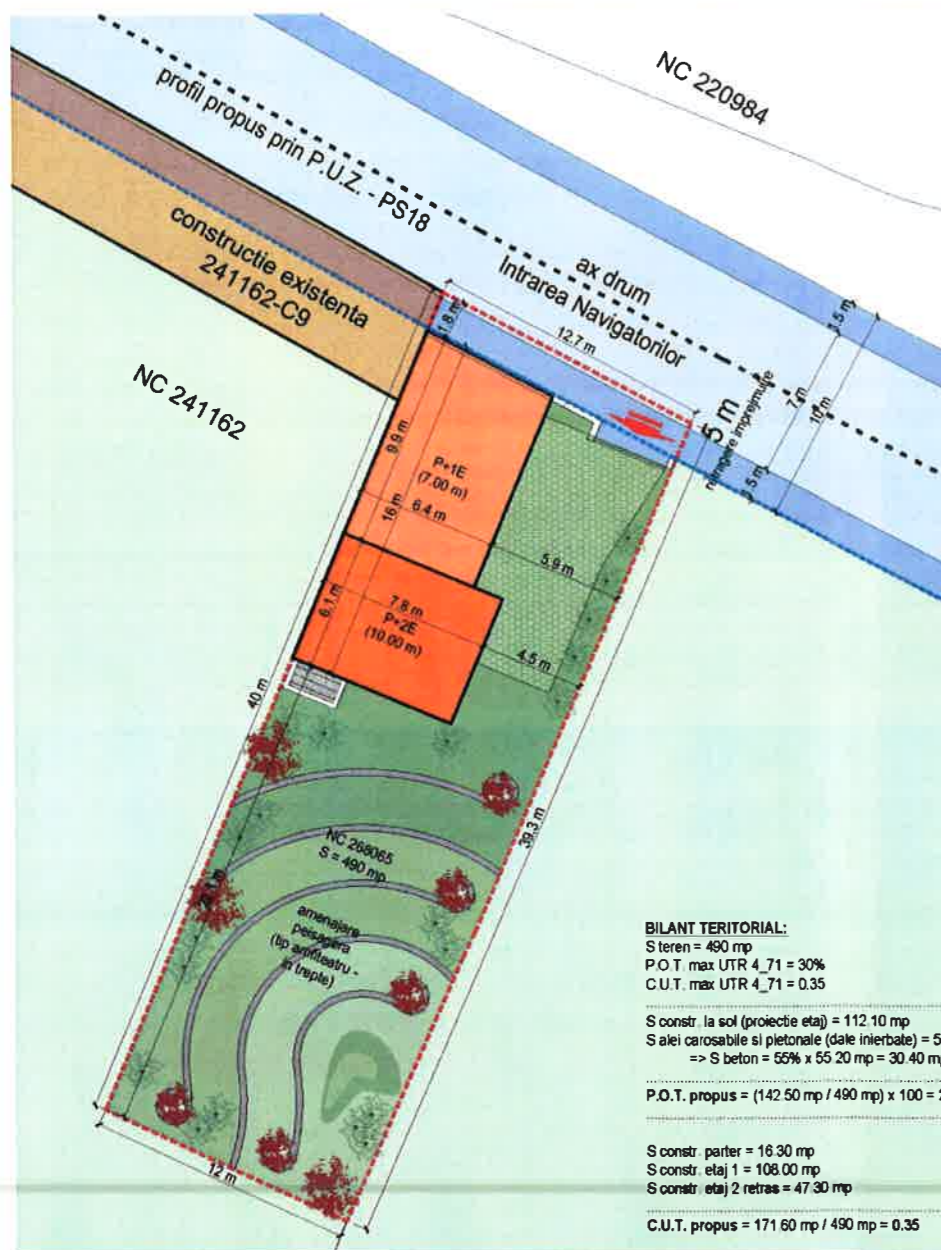 NC 220984
profil propus prin P.U.Z. - PS18
ax drum
Intrarea Navigatorilor
constructie existenta
241162-C9
NC 241162
1.8 m
12.7 m
3.5 m
7 m
10 m
3.5 m
5 m
retragere imprejmuire
9.9 m
P+1E
(7.00 m)
6.4 m
16 m
5.9 m
6.1 m
7.8 m
P+2E
(10.00 m)
4.5 m
40 m
39.3 m
NC 268065
S = 490 mp
amenajare
peisagera
(tip amfiteatru -
in trepte)
12 m
BILANT TERITORIAL:
S teren = 490 mp
P.O.T. max UTR 4_71 = 30%
C.U.T. max UTR 4_71 = 0.35
S constr. la sol (proiectie etaj) = 112.10 mp
S alei carosabile si pietonale (dale inierbate) = 5
=> S beton = 55% x 55.20 mp = 30.40 mp
P.O.T. propus = (142.50 mp / 490 mp) x 100 = 2
S constr. parter = 16.30 mp
S constr. etaj 1 = 108.00 mp
S constr. etaj 2 retras = 47.30 mp
C.U.T. propus = 171.60 mp / 490 mp = 0.35